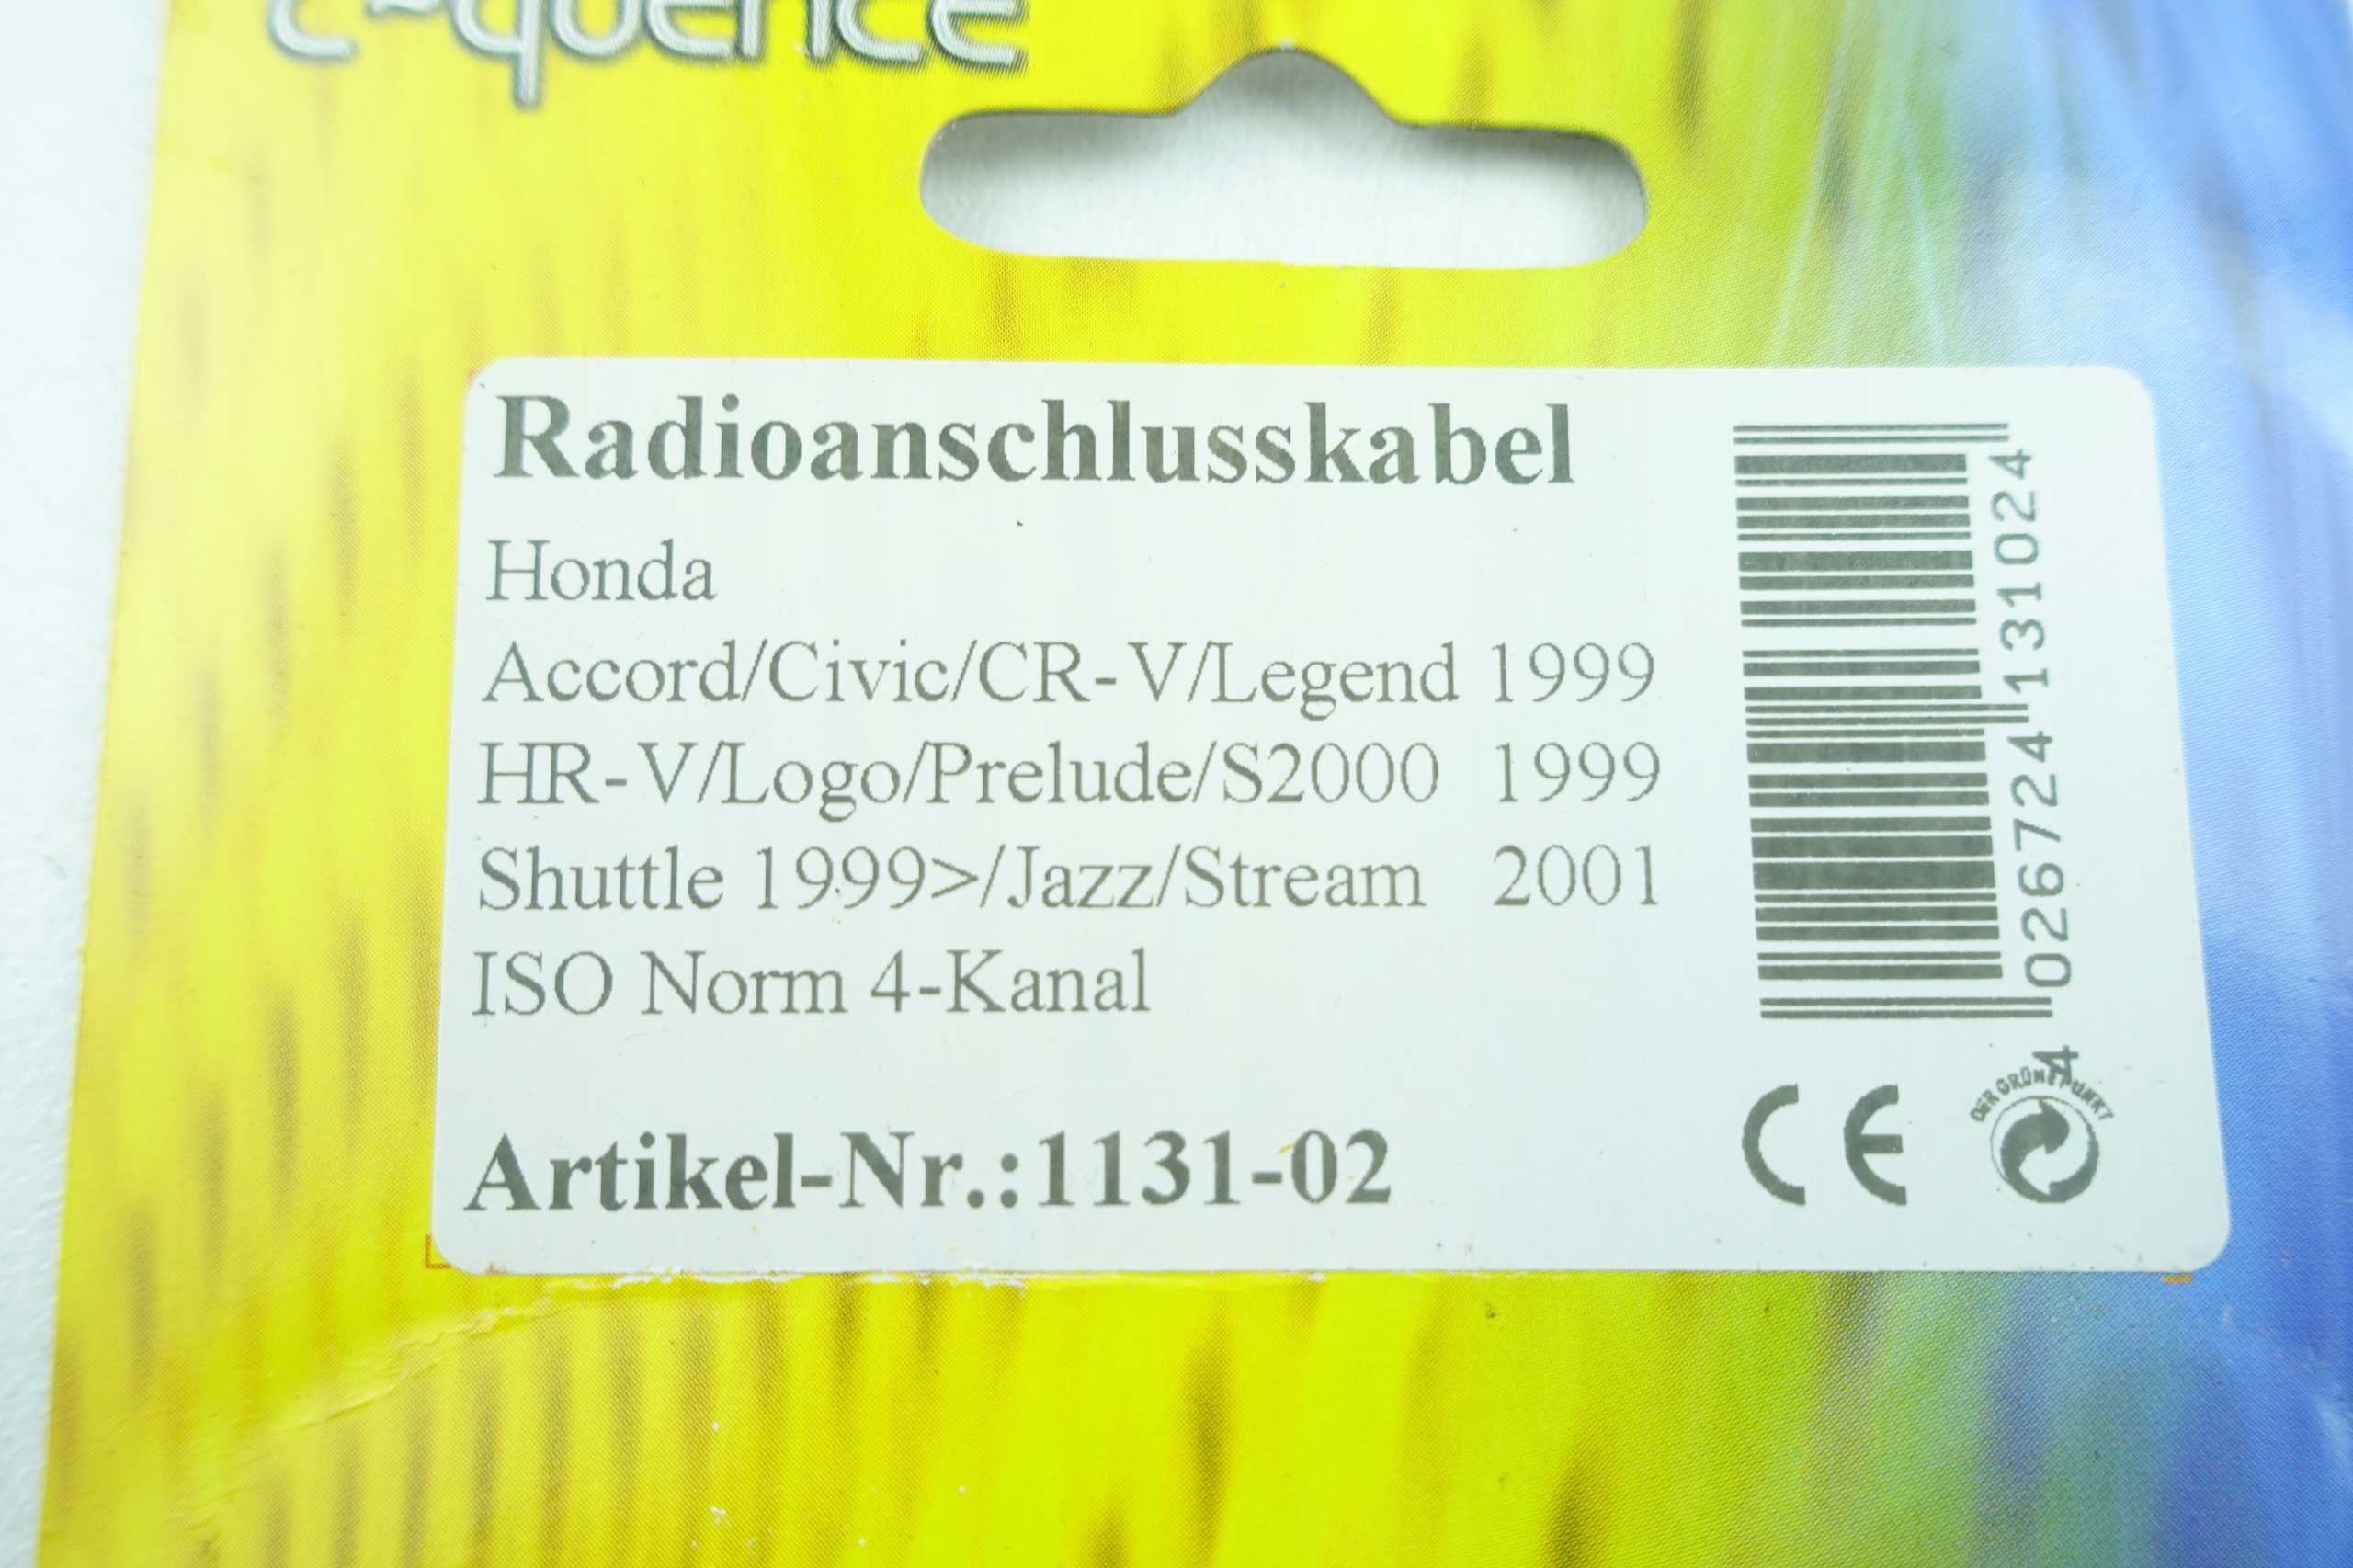 c-quence
Radioanschlusskabel
Honda
Accord/Civic/CR-V/Legend 1999
HR-V/Logo/Prelude/S2000 1999
Shuttle 1999>/Jazz/Stream 2001
ISO Norm 4-Kanal
Artikel-Nr.:1131-02
4 026724 131024
CE
DER GRÜNE PUNKT